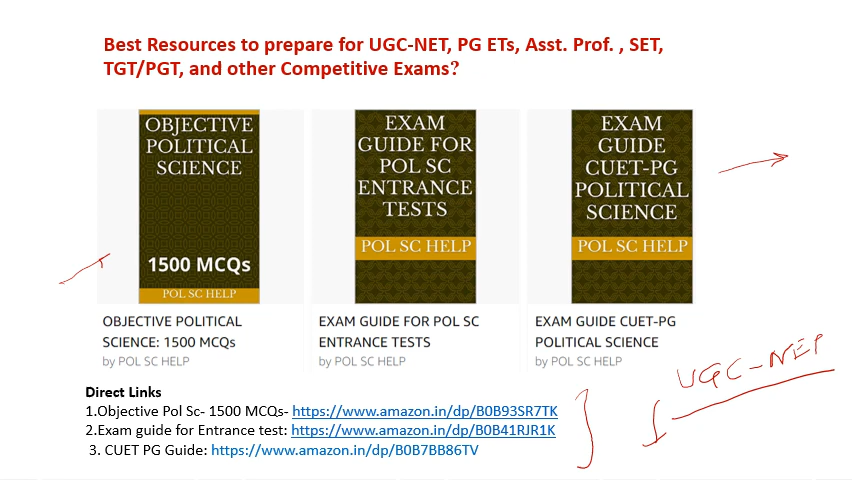 Best Resources to prepare for UGC-NET, PG ETs, Asst. Prof. , SET,
TGT/PGT, and other Competitive Exams?
OBJECTIVE
POLITICAL
SCIENCE
1500 MCQs
POL SC HELP
EXAM
GUIDE FOR
POL SC
ENTRANCE
TESTS
POL SC HELP
EXAM
GUIDE
CUET-PG
POLITICAL
SCIENCE
POL SC HELP
OBJECTIVE POLITICAL
SCIENCE: 1500 MCQs
by POL SC HELP
EXAM GUIDE FOR POL SC
ENTRANCE TESTS
by POL SC HELP
EXAM GUIDE CUET-PG
POLITICAL SCIENCE
by POL SC HELP
UGC-NET
Direct Links
1.Objective Pol Sc- 1500 MCQs- https://www.amazon.in/dp/B0B93SR7TK
2.Exam guide for Entrance test: https://www.amazon.in/dp/B0B41RJR1K
3. CUET PG Guide: https://www.amazon.in/dp/B0B7BB86TV